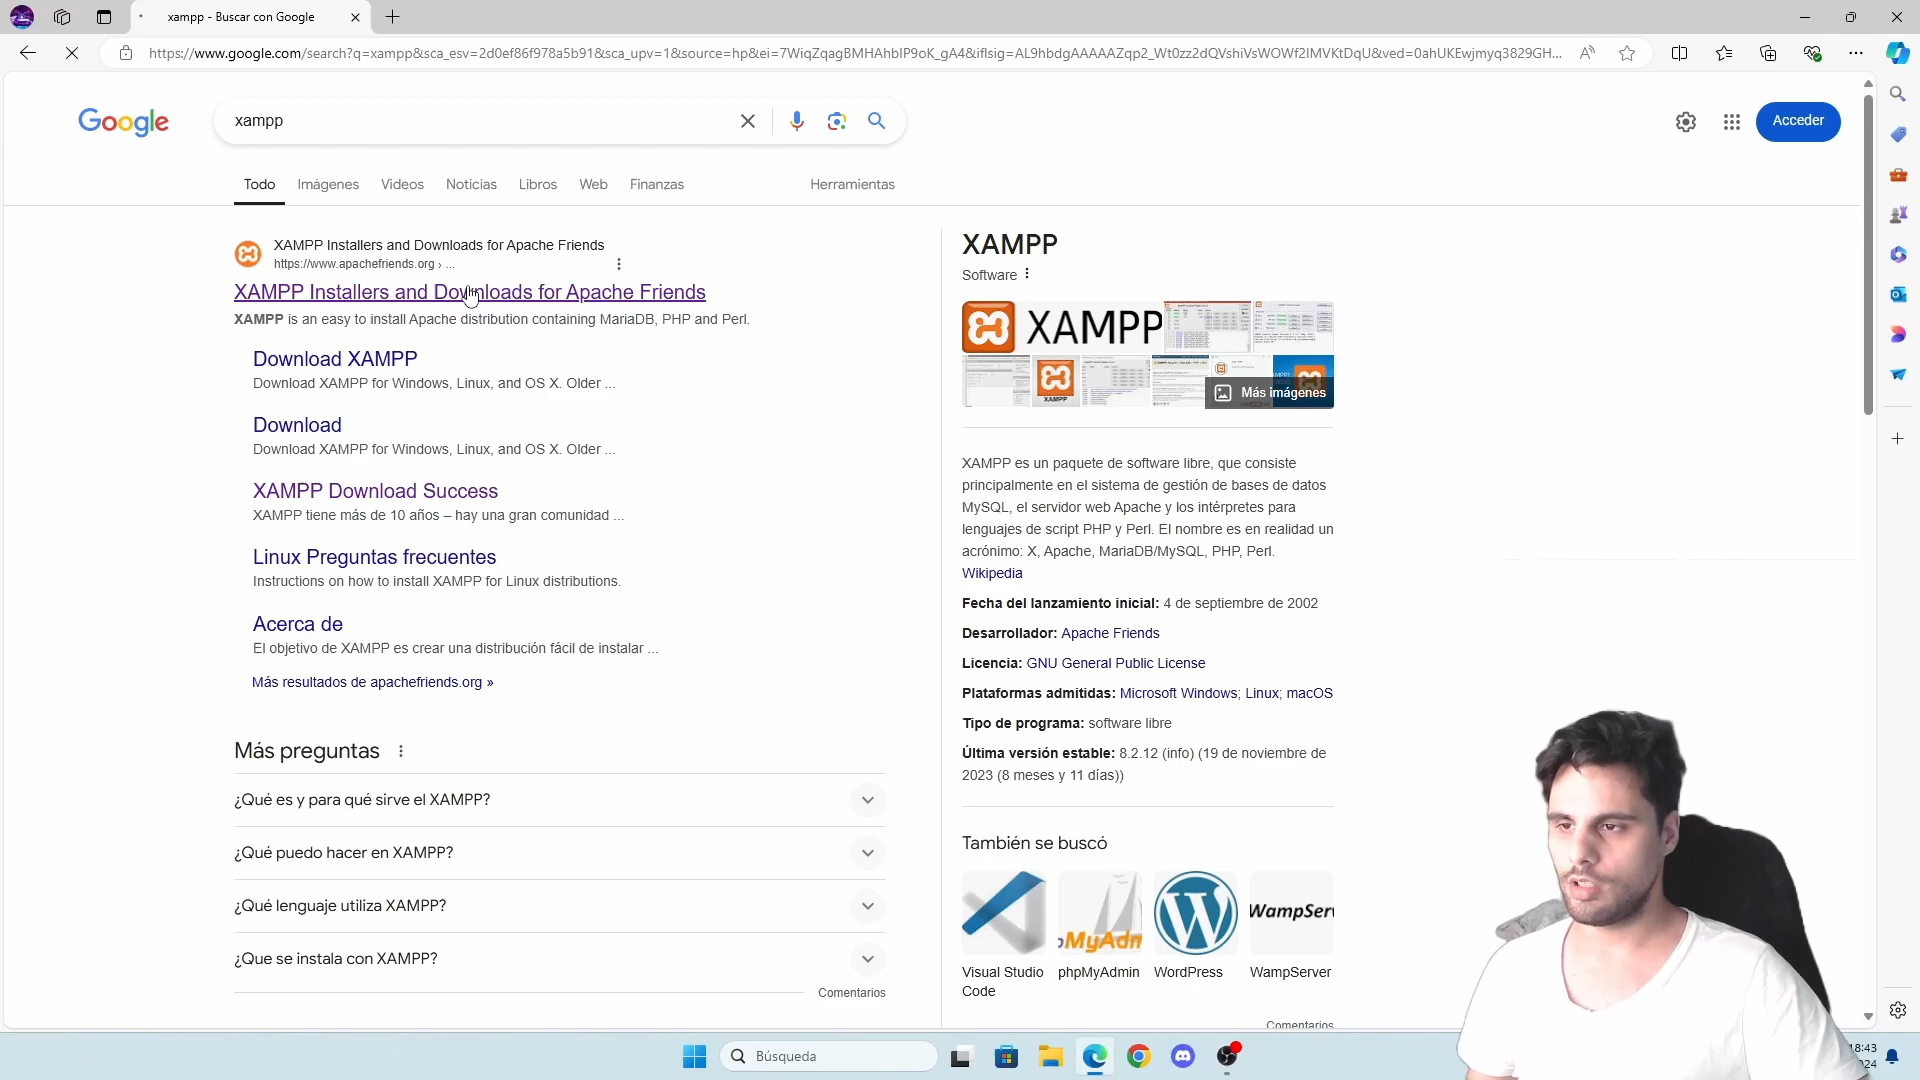 xampp - Buscar con Google
https://www.google.com/search?q=xampp&sca_esv=2d0ef86f978a5b91&sca_upv=1&source=hp&ei=7WiqZqagBMHAhbIP9oK_gA4&iflsig=AL9hbdgAAAAAZqp2_Wt0zz2dQVshiVsWOWf2lMVKtDqU&ved=0ahUKEwjmyq3829GH...
Google
xampp
Acceder
Todo Imágenes Videos Noticias Libros Web Finanzas Herramientas
XAMPP Installers and Downloads for Apache Friends
https://www.apachefriends.org › ...
XAMPP Installers and Downloads for Apache Friends
XAMPP is an easy to install Apache distribution containing MariaDB, PHP and Perl.
Download XAMPP
Download XAMPP for Windows, Linux, and OS X. Older ...
Download
Download XAMPP for Windows, Linux, and OS X. Older ...
XAMPP Download Success
XAMPP tiene más de 10 años – hay una gran comunidad ...
Linux Preguntas frecuentes
Instructions on how to install XAMPP for Linux distributions.
Acerca de
El objetivo de XAMPP es crear una distribución fácil de instalar ...
Más resultados de apachefriends.org »
Más preguntas
¿Qué es y para qué sirve el XAMPP?
¿Qué puedo hacer en XAMPP?
¿Qué lenguaje utiliza XAMPP?
¿Que se instala con XAMPP?
Comentarios
XAMPP
Software
XAMPP
XAMPP
Más imágenes
XAMPP es un paquete de software libre, que consiste
principalmente en el sistema de gestión de bases de datos
MySQL, el servidor web Apache y los intérpretes para
lenguajes de script PHP y Perl. El nombre es en realidad un
acrónimo: X, Apache, MariaDB/MySQL, PHP, Perl.
Wikipedia
Fecha del lanzamiento inicial: 4 de septiembre de 2002
Desarrollador: Apache Friends
Licencia: GNU General Public License
Plataformas admitidas: Microsoft Windows; Linux; macOS
Tipo de programa: software libre
Última versión estable: 8.2.12 (info) (19 de noviembre de
2023 (8 meses y 11 días))
También se buscó
WampServ
Visual Studio
Code
phpMyAdmin
WordPress
WampServer
Comentarios
Búsqueda
18:43